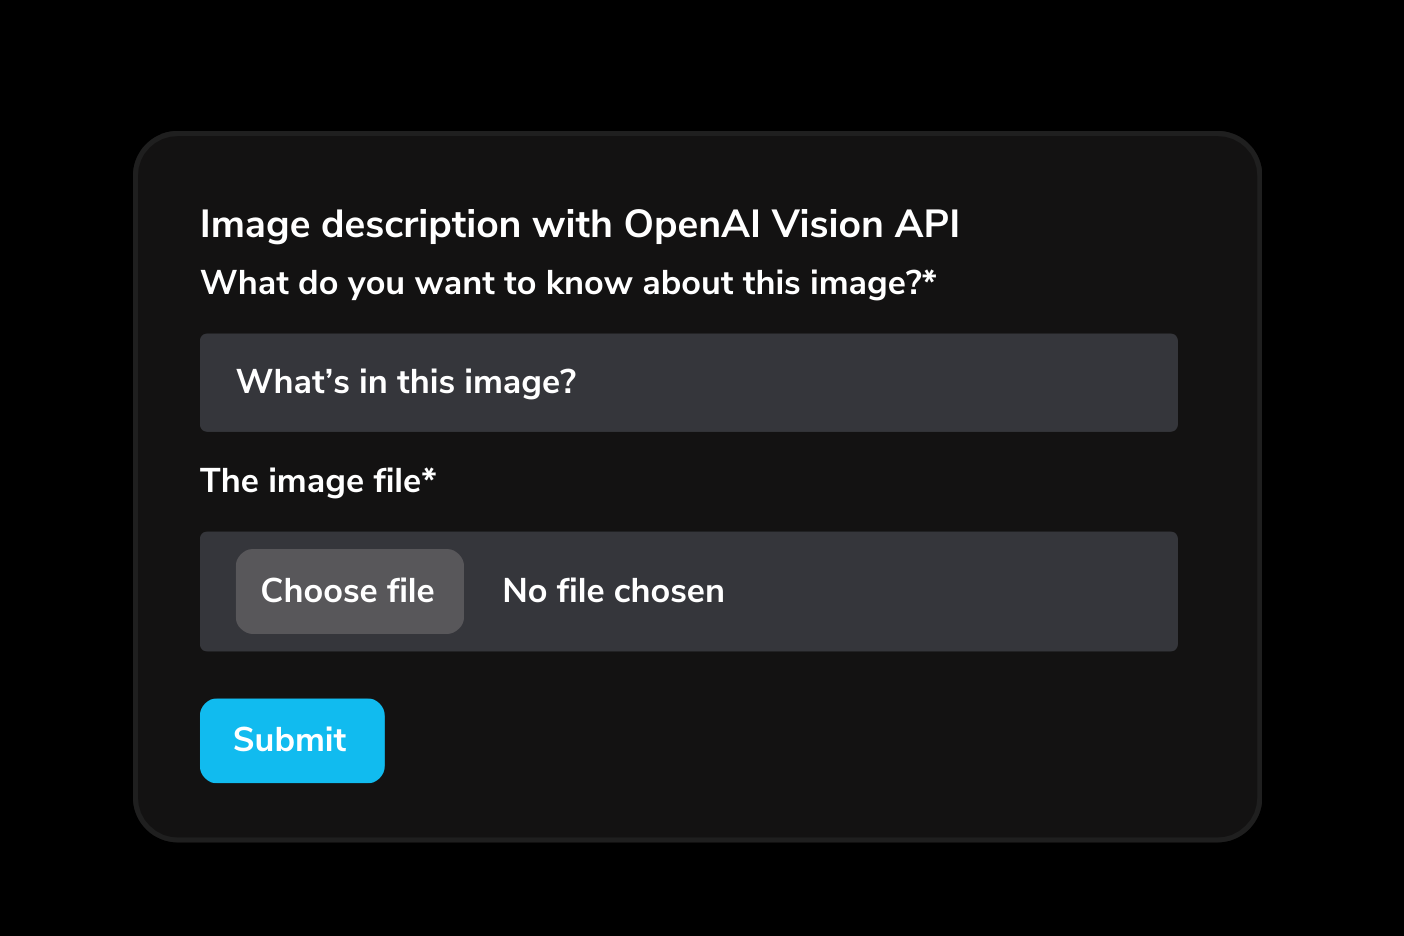 Image description with OpenAI Vision API
What do you want to know about this image?*
What’s in this image?
The image file*
Choose file No file chosen
Submit